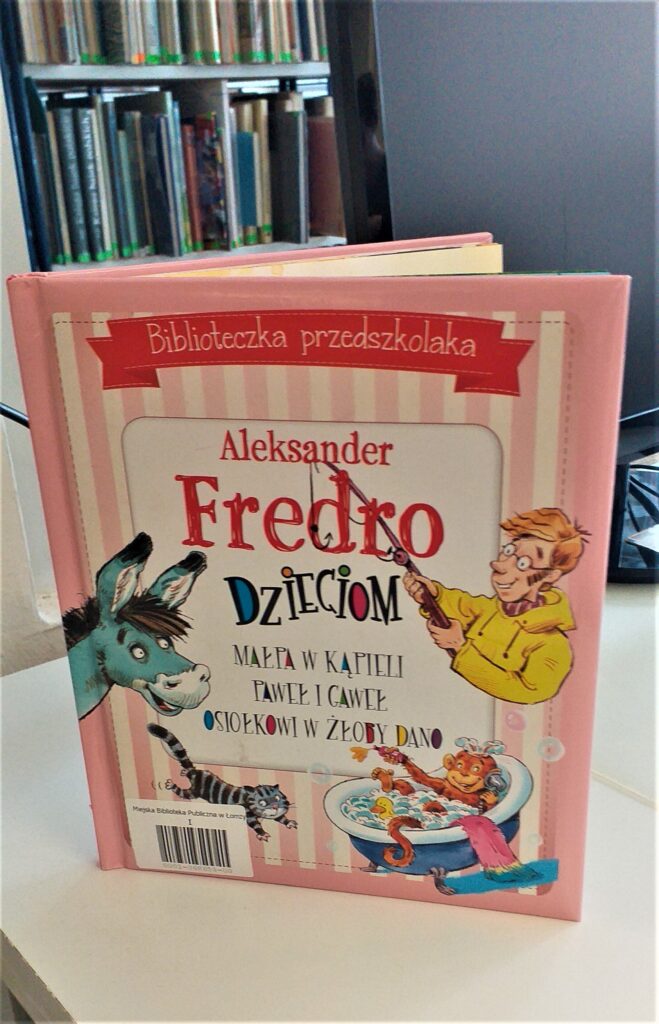 Biblioteczka przedszkolaka
Aleksander
Fredro
DZIECIOM
MAŁPA W KĄPIELI
PAWEŁ I GAWEŁ
OSIOŁKOWI W ŻŁOBY DANO
Miejska Biblioteka Publiczna w Łomży
I